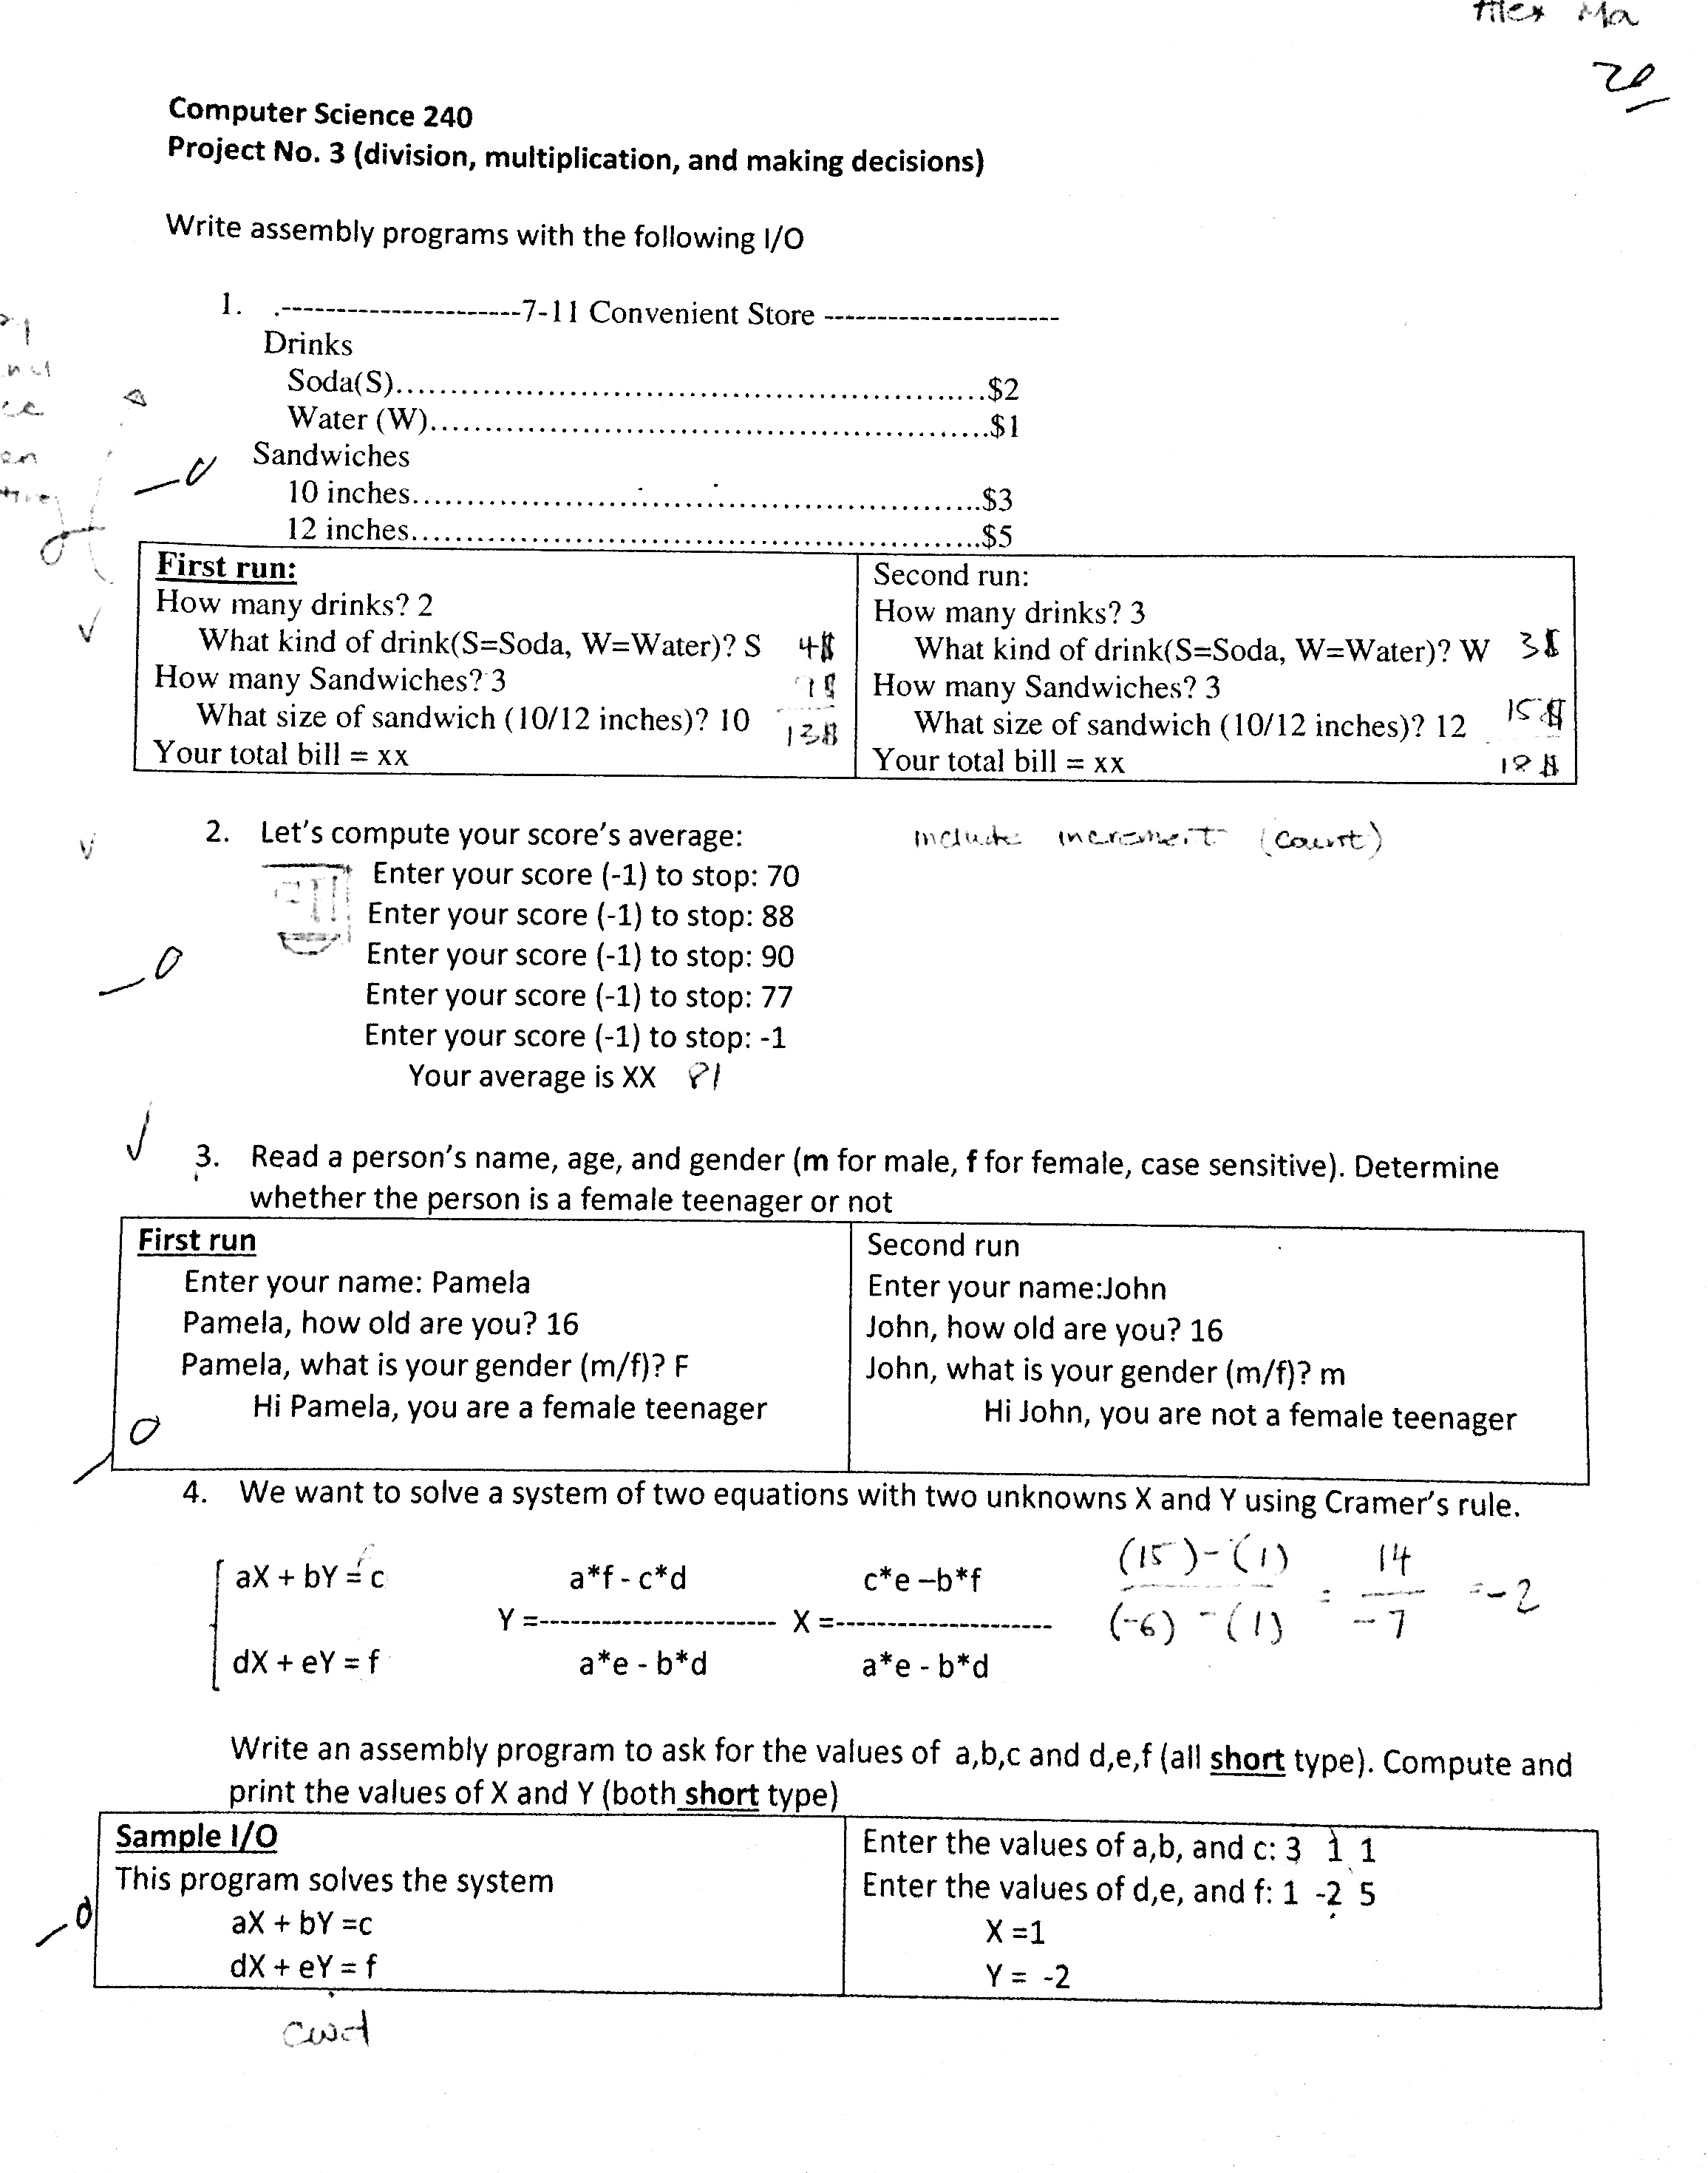 Alex Ma
20
Computer Science 240
Project No. 3 (division, multiplication, and making decisions)
Write assembly programs with the following I/O
1. .-----------------------7-11 Convenient Store -----------------------
Drinks
Soda(S)..............................................................$2
Water (W)...........................................................$1
Sandwiches
10 inches............................................................$3
12 inches............................................................$5
-0
First run:
How many drinks? 2
What kind of drink(S=Soda, W=Water)? S 4$
How many Sandwiches? 3
What size of sandwich (10/12 inches)? 10 13$
Your total bill = xx
Second run:
How many drinks? 3
What kind of drink(S=Soda, W=Water)? W 3$
How many Sandwiches? 3
What size of sandwich (10/12 inches)? 12 15$
Your total bill = xx 18$
2. Let's compute your score's average: include increment (count)
Enter your score (-1) to stop: 70
Enter your score (-1) to stop: 88
Enter your score (-1) to stop: 90
-0
Enter your score (-1) to stop: 77
Enter your score (-1) to stop: -1
Your average is XX 81
3. Read a person's name, age, and gender (m for male, f for female, case sensitive). Determine
whether the person is a female teenager or not
First run
Enter your name: Pamela
Pamela, how old are you? 16
Pamela, what is your gender (m/f)? F
Hi Pamela, you are a female teenager
-0
Second run
Enter your name:John
John, how old are you? 16
John, what is your gender (m/f)? m
Hi John, you are not a female teenager
4. We want to solve a system of two equations with two unknowns X and Y using Cramer's rule.
aX + bY = c a*f - c*d c*e –b*f (15)-(1) 14
Y =------------------------ X =---------------------- = = -2
dX + eY = f a*e - b*d a*e - b*d (-6) -(1) -7
Write an assembly program to ask for the values of a,b,c and d,e,f (all short type). Compute and
print the values of X and Y (both short type)
Sample I/O
This program solves the system
aX + bY =c
dX + eY = f
-0
Enter the values of a,b, and c: 3 1 1
Enter the values of d,e, and f: 1 -2 5
X =1
Y = -2
cwd